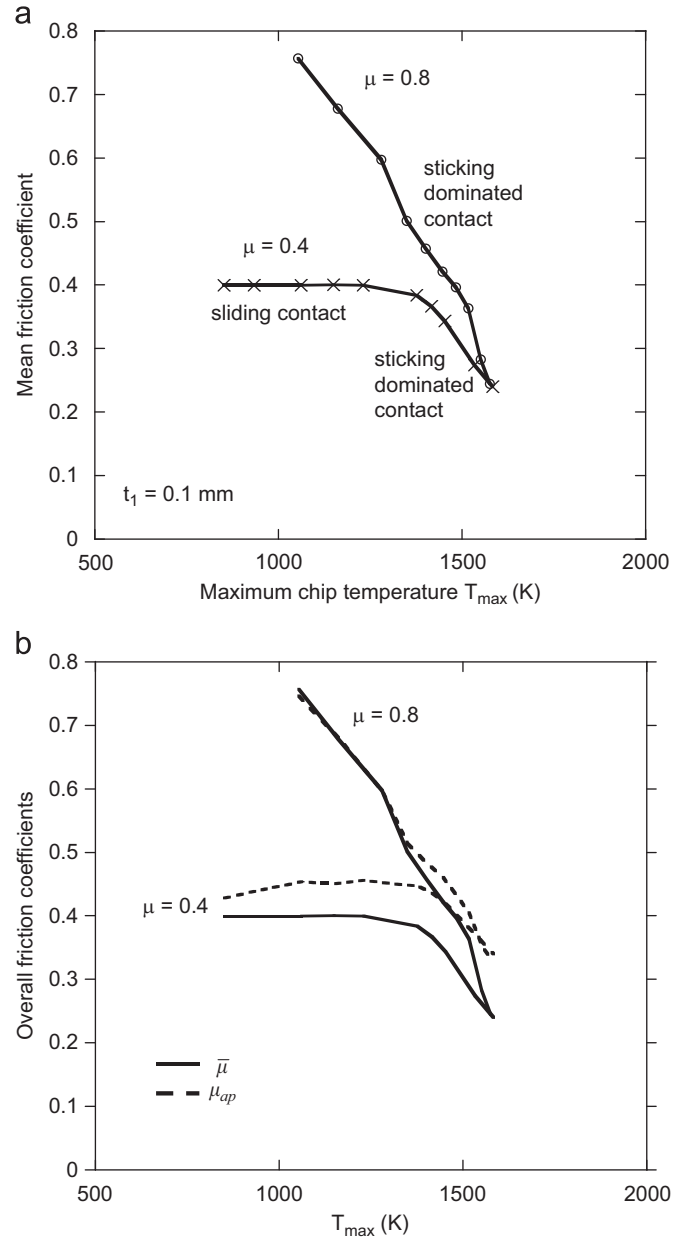 a
0.8
0.7
0.6
0.5
0.4
0.3
0.2
0.1
0
Mean friction coefficient
μ = 0.8
sticking
dominated
contact
μ = 0.4
sliding contact
sticking
dominated
contact
t₁ = 0.1 mm
500
1000
1500
2000
Maximum chip temperature Tₘₐₓ (K)
b
0.8
0.7
0.6
0.5
0.4
0.3
0.2
0.1
0
Overall friction coefficients
μ = 0.8
μ = 0.4
μ̅
μₐₚ
500
1000
1500
2000
Tₘₐₓ (K)